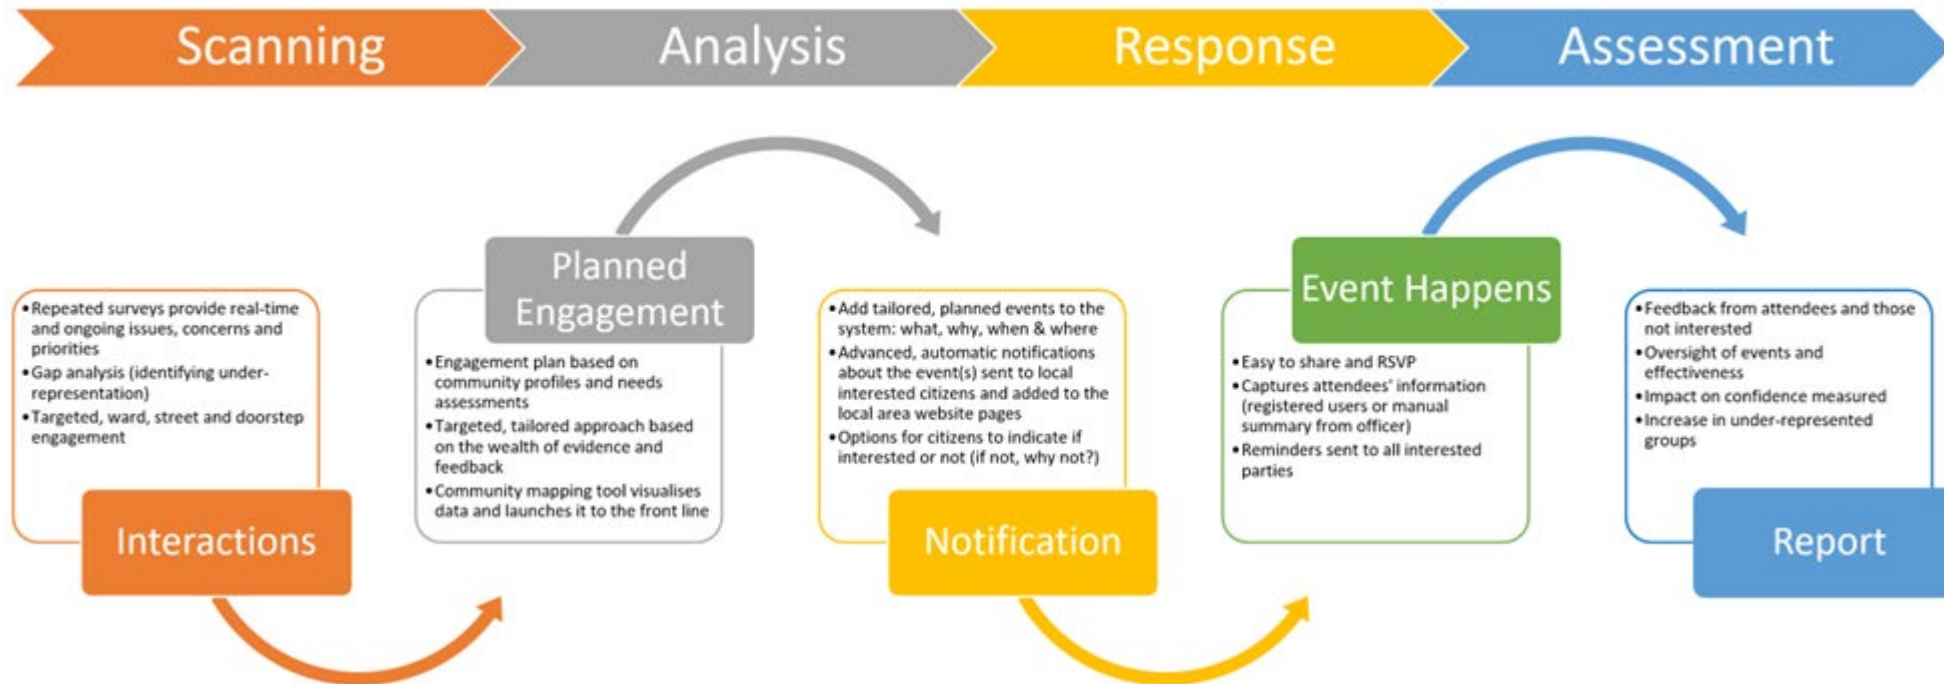 Scanning
Analysis
Response
Assessment
•Repeated surveys provide real-time
and ongoing issues, concerns and
priorities
•Gap analysis (identifying under-
representation)
•Targeted, ward, street and doorstep
engagement
Interactions
Planned
Engagement
•Engagement plan based on
community profiles and needs
assessments
•Targeted, tailored approach based
on the wealth of evidence and
feedback
•Community mapping tool visualises
data and launches it to the front line
•Add tailored, planned events to the
system: what, why, when & where
•Advanced, automatic notifications
about the event(s) sent to local
interested citizens and added to the
local area website pages
•Options for citizens to indicate if
interested or not (if not, why not?)
Notification
Event Happens
•Easy to share and RSVP
•Captures attendees' information
(registered users or manual
summary from officer)
•Reminders sent to all interested
parties
•Feedback from attendees and those
not interested
•Oversight of events and
effectiveness
•Impact on confidence measured
•Increase in under-represented
groups
Report